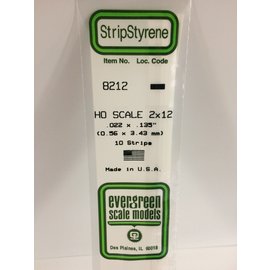 StripStyrene
Item No. Loc. Code
8212
HO SCALE 2x12
.022 x .135"
(0.56 x 3.43 mm)
10 Strips
Made in U.S.A.
evergreen
scale models
Des Plaines, IL 60018